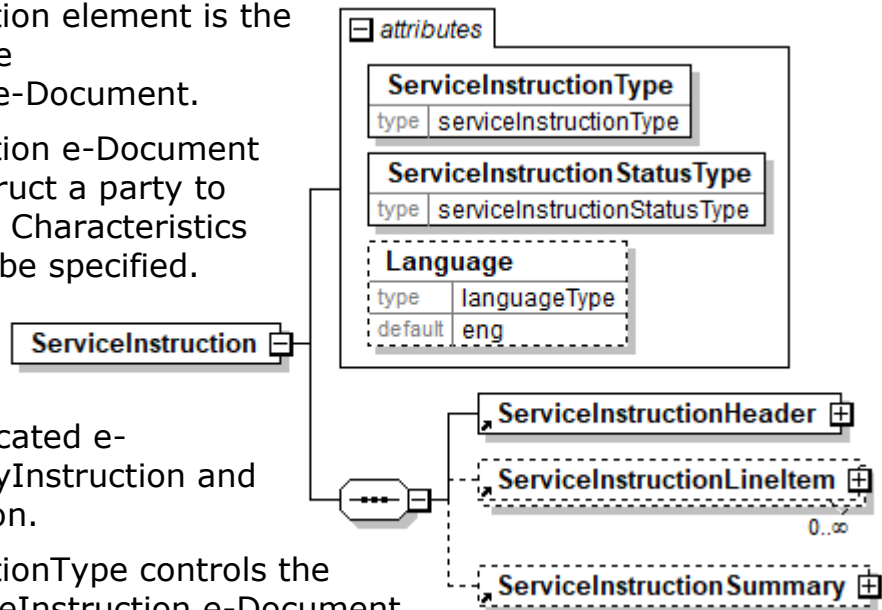 tion element is the
e
e-Document.
tion e-Document
ruct a party to
Characteristics
be specified.
cated e-
yInstruction and
on.
tionType controls the
eInstruction e-Document
attributes
ServiceInstructionType
type serviceInstructionType
ServiceInstructionStatusType
type serviceInstructionStatusType
Language
type languageType
default eng
ServiceInstruction
ServiceInstructionHeader
ServiceInstructionLineItem
0..∞
ServiceInstructionSummary